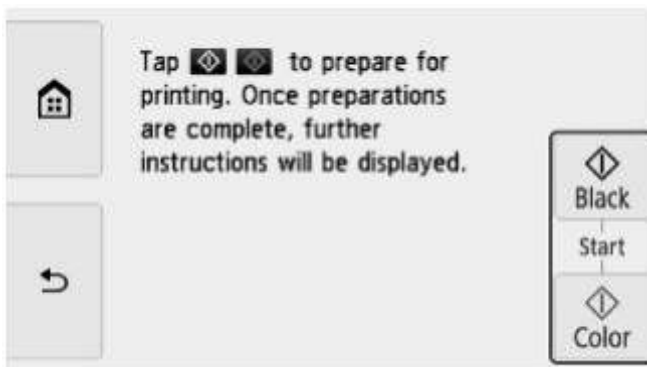 Tap to prepare for
printing. Once preparations
are complete, further
instructions will be displayed.
Black
Start
Color